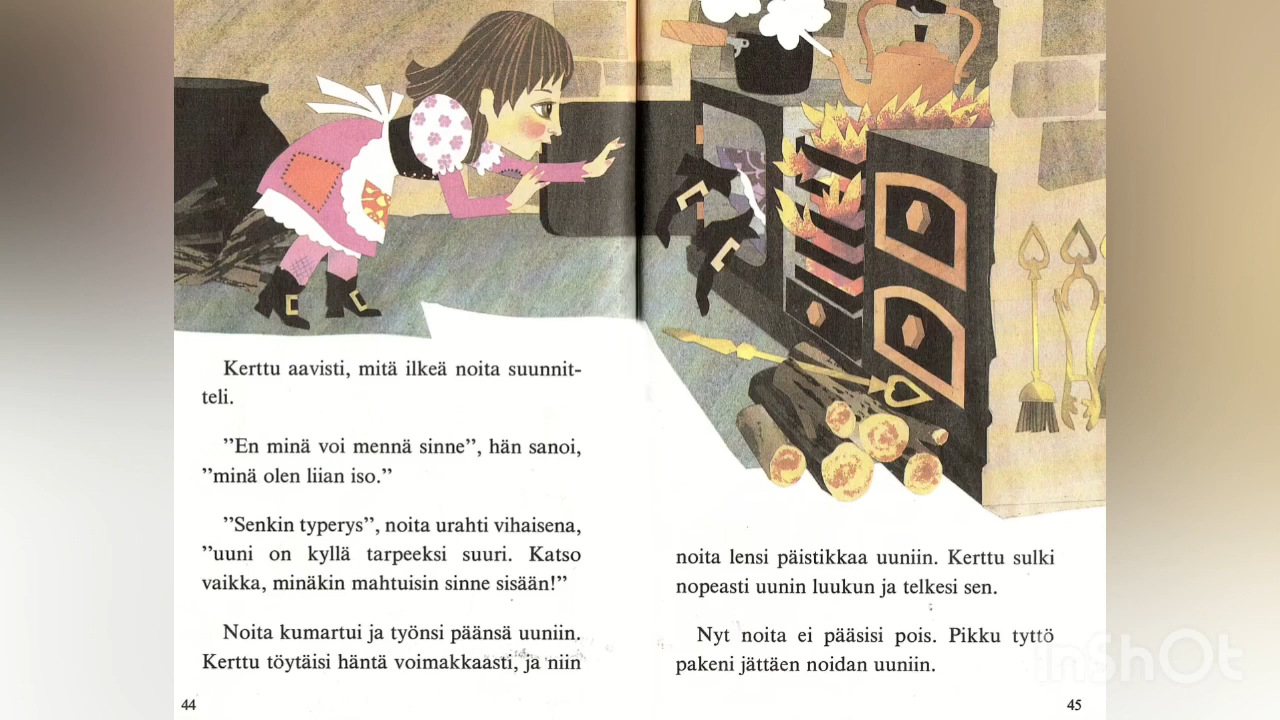 Kerttu aavisti, mitä ilkeä noita suunnit-
teli.
”En minä voi mennä sinne”, hän sanoi,
”minä olen liian iso.”
”Senkin typerys”, noita urahti vihaisena,
”uuni on kyllä tarpeeksi suuri. Katso
vaikka, minäkin mahtuisin sinne sisään!”
Noita kumartui ja työnsi päänsä uuniin.
Kerttu töytäisi häntä voimakkaasti, ja niin
44
noita lensi päistikkaa uuniin. Kerttu sulki
nopeasti uunin luukun ja telkesi sen.
Nyt noita ei pääsisi pois. Pikku tyttö
pakeni jättäen noidan uuniin.
45
InShOt